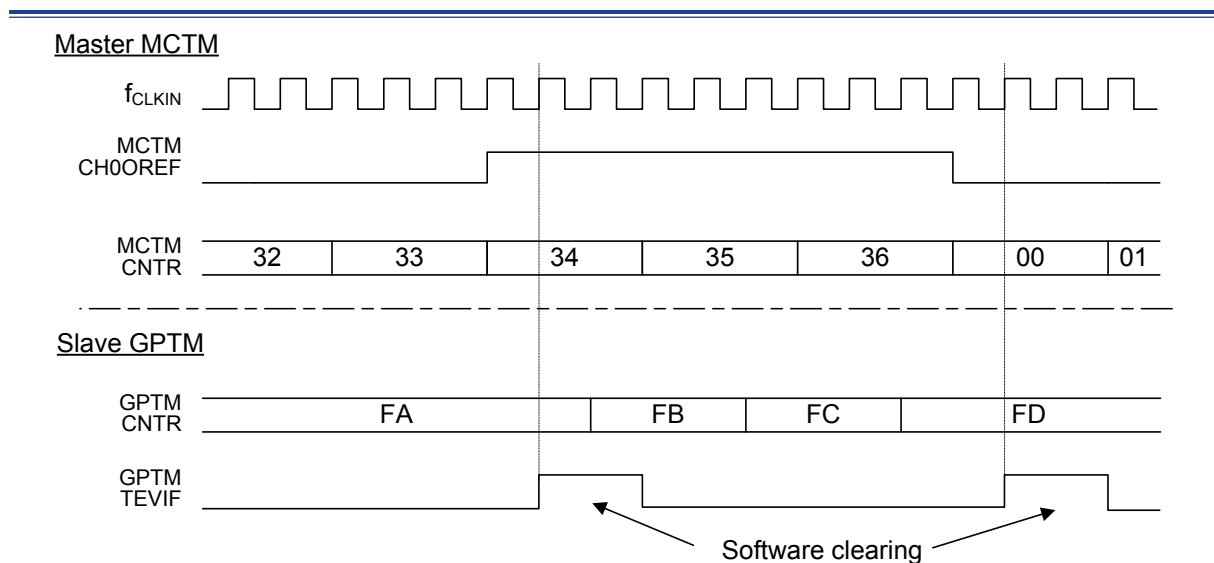 Master MCTM
fCLKIN
MCTM
CH0OREF
MCTM
CNTR
32 33 34 35 36 00 01
Slave GPTM
GPTM
CNTR
FA FB FC FD
GPTM
TEVIF
Software clearing